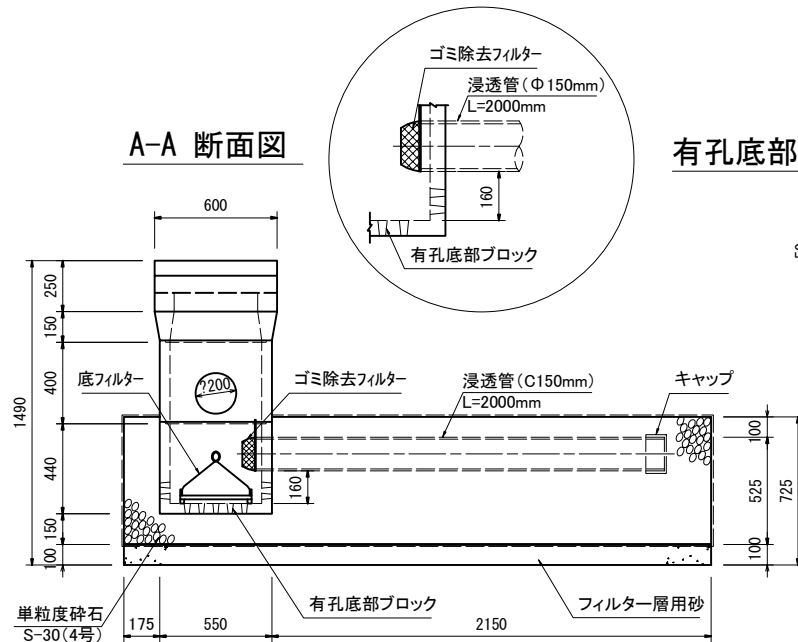 ゴミ除去フィルター
浸透管(Φ150mm)
L=2000mm
A-A 断面図
有孔底部
160
有孔底部ブロック
600
50
250
150
400
440
150
100
1490
底フィルター
?200
ゴミ除去フィルター
浸透管(C150mm)
L=2000mm
キャップ
160
100
525
100
725
単粒度砕石
S-30(4号)
有孔底部ブロック
フィルター層用砂
175
550
2150